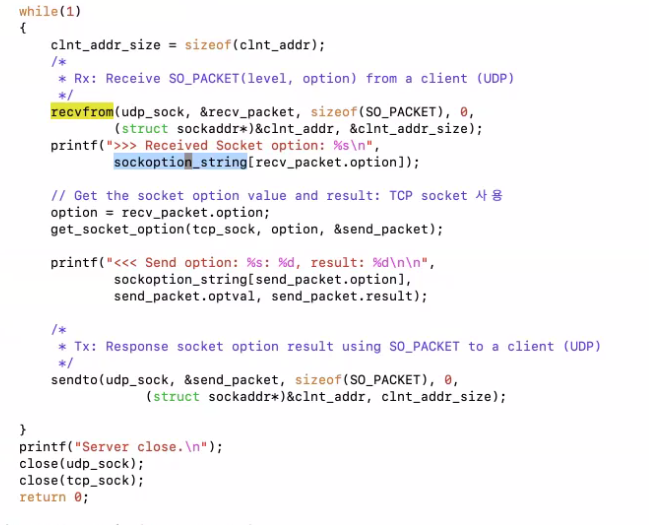 while(1)
{
clnt_addr_size = sizeof(clnt_addr);
/*
* Rx: Receive SO_PACKET(level, option) from a client (UDP)
*/
recvfrom(udp_sock, &recv_packet, sizeof(SO_PACKET), 0,
(struct sockaddr*)&clnt_addr, &clnt_addr_size);
printf(">>> Received Socket option: %s\n",
sockoption_string[recv_packet.option]);
// Get the socket option value and result: TCP socket 사용
option = recv_packet.option;
get_socket_option(tcp_sock, option, &send_packet);
printf("<<< Send option: %s: %d, result: %d\n\n",
sockoption_string[send_packet.option],
send_packet.optval, send_packet.result);
/*
* Tx: Response socket option result using SO_PACKET to a client (UDP)
*/
sendto(udp_sock, &send_packet, sizeof(SO_PACKET), 0,
(struct sockaddr*)&clnt_addr, clnt_addr_size);
}
printf("Server close.\n");
close(udp_sock);
close(tcp_sock);
return 0;